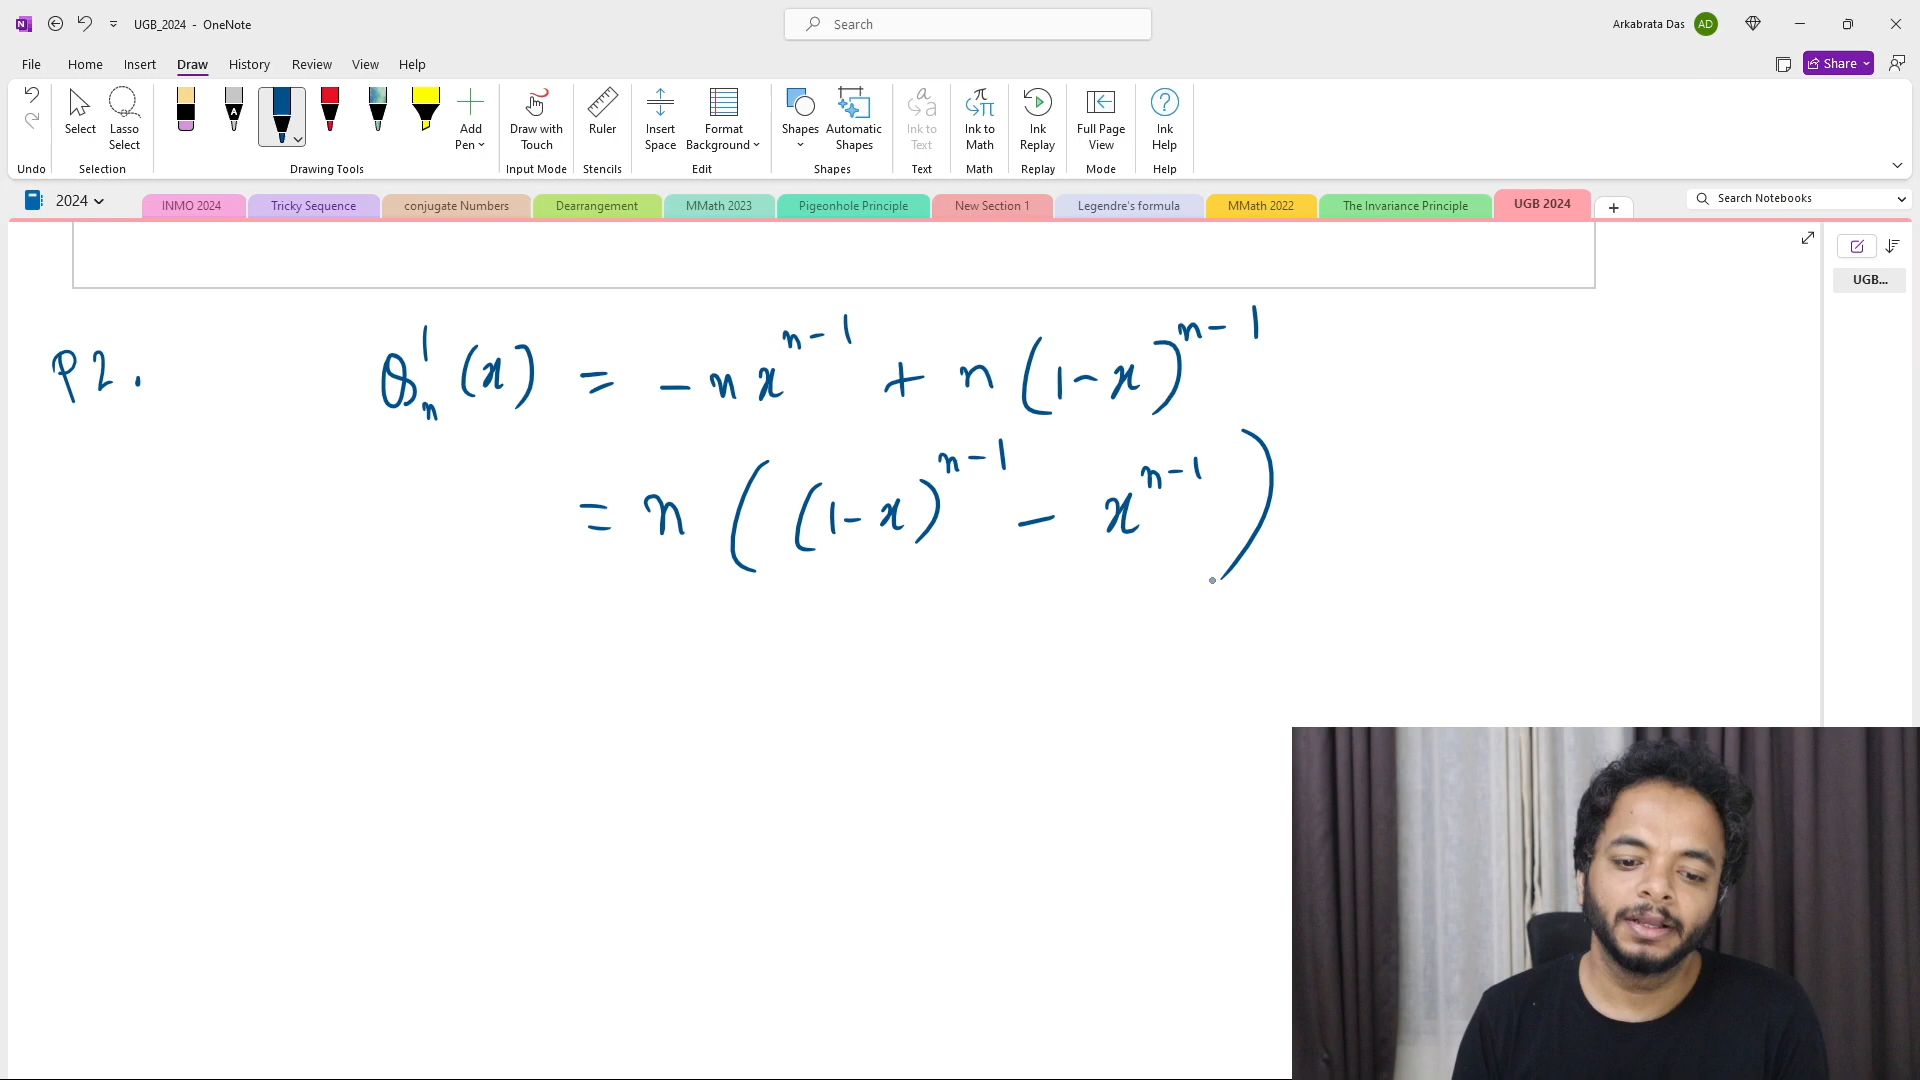 UGB_2024 - OneNote
Search
Arkabrata Das AD
File Home Insert Draw History Review View Help
Share
Select Lasso Select A Add Pen Draw with Touch Ruler Insert Space Format Background Shapes Automatic Shapes Ink to Text Ink to Math Ink Replay Full Page View Ink Help
Undo Selection Drawing Tools Input Mode Stencils Edit Shapes Text Math Replay Mode Help
2024 INMO 2024 Tricky Sequence conjugate Numbers Dearrangement MMath 2023 Pigeonhole Principle New Section 1 Legendre's formula MMath 2022 The Invariance Principle UGB 2024 + Search Notebooks
UGB...
P2. Q_n'(x) = -nx^{n-1} + n(1-x)^{n-1}
= n((1-x)^{n-1} - x^{n-1})